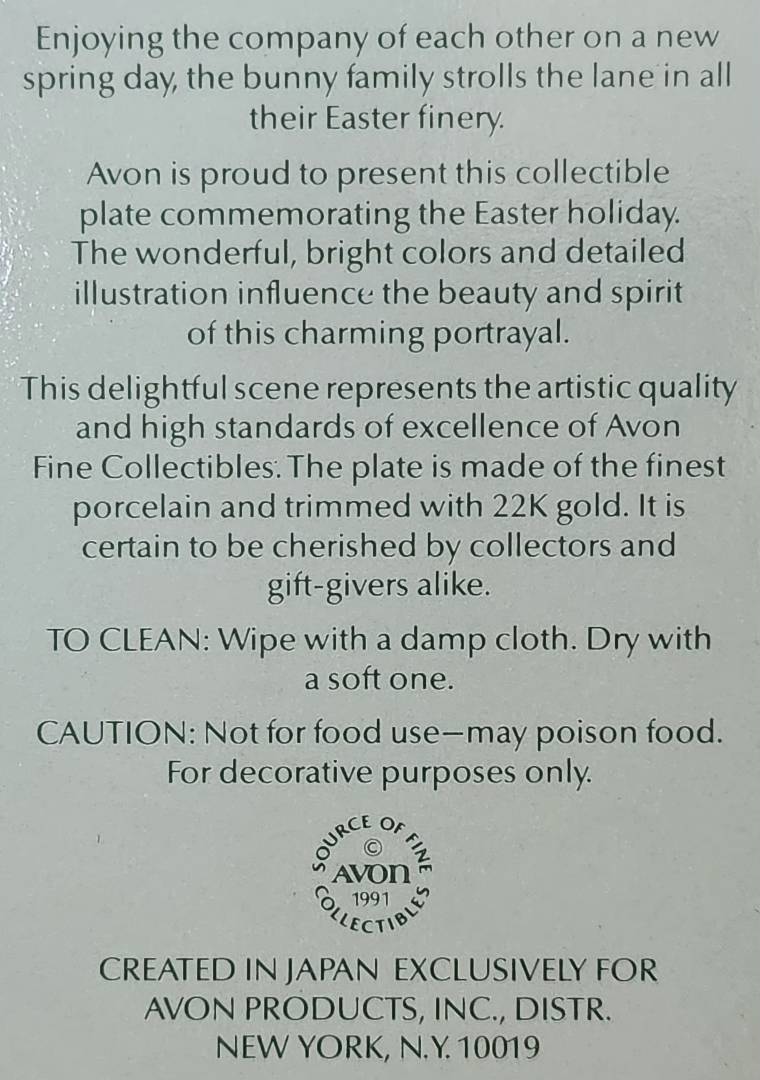 Enjoying the company of each other on a new
spring day, the bunny family strolls the lane in all
their Easter finery.
Avon is proud to present this collectible
plate commemorating the Easter holiday.
The wonderful, bright colors and detailed
illustration influence the beauty and spirit
of this charming portrayal.
This delightful scene represents the artistic quality
and high standards of excellence of Avon
Fine Collectibles. The plate is made of the finest
porcelain and trimmed with 22K gold. It is
certain to be cherished by collectors and
gift-givers alike.
TO CLEAN: Wipe with a damp cloth. Dry with
a soft one.
CAUTION: Not for food use—may poison food.
For decorative purposes only.
SOURCE OF FINE
©
AVON
1991
COLLECTIBLES
CREATED IN JAPAN EXCLUSIVELY FOR
AVON PRODUCTS, INC., DISTR.
NEW YORK, N.Y. 10019